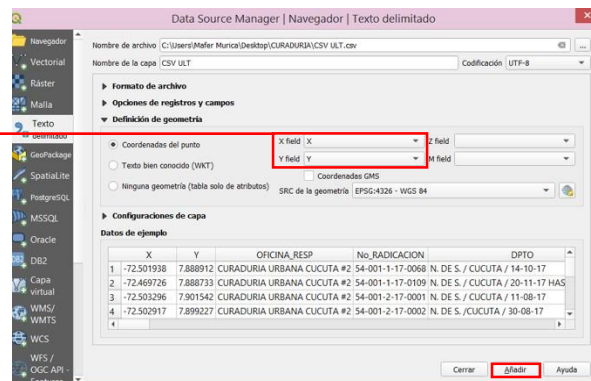 Data Source Manager | Navegador | Texto delimitado
Navegador
Vectorial
Ráster
Malla
Texto
delimitado
GeoPackage
SpatiaLite
PostgreSQL
MSSQL
Oracle
DB2
Capa
virtual
WMS/
WMTS
WCS
WFS /
OGC API -
Nombre de archivo C:\Users\Mafer Murica\Desktop\CURADURIA\CSV ULT.csv ...
Nombre de la capa CSV ULT Codificación UTF-8
Formato de archivo
Opciones de registros y campos
Definición de geometría
Coordenadas del punto X field X Z field
Y field Y M field
Texto bien conocido (WKT) Coordenadas GMS
Ninguna geometría (tabla solo de atributos) SRC de la geometría EPSG:4326 - WGS 84
Configuraciones de capa
Datos de ejemplo
X Y OFICINA_RESP No_RADICACION DPTO
1 -72.501938 7.888912 CURADURIA URBANA CUCUTA #2 54-001-1-17-0068 N. DE S. / CUCUTA / 14-10-17
2 -72.469726 7.888733 CURADURIA URBANA CUCUTA #2 54-001-1-17-0109 N. DE S. / CUCUTA / 20-11-17 HAS
3 -72.503296 7.901542 CURADURIA URBANA CUCUTA #2 54-001-2-17-0001 N. DE S. / CUCUTA / 11-08-17
4 -72.502917 7.899227 CURADURIA URBANA CUCUTA #2 54-001-2-17-0002 N. DE S. /CUCUTA / 30-08-17
Cerrar Añadir Ayuda